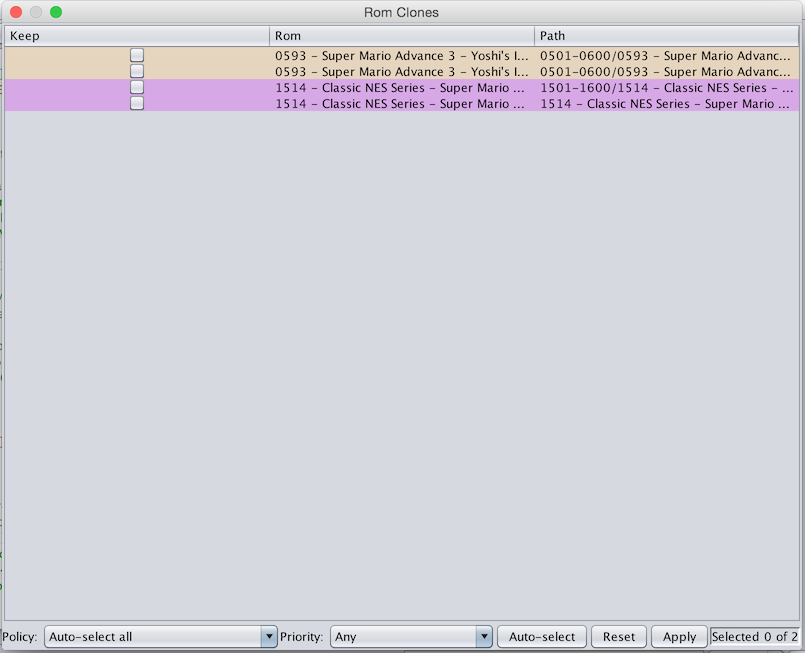 Rom Clones
Keep Rom Path
0593 – Super Mario Advance 3 – Yoshi's I... 0501-0600/0593 – Super Mario Advanc...
0593 – Super Mario Advance 3 – Yoshi's I... 0501-0600/0593 – Super Mario Advanc...
1514 – Classic NES Series – Super Mario ... 1501-1600/1514 – Classic NES Series – ...
1514 – Classic NES Series – Super Mario ... 1514 – Classic NES Series – Super Mario ...
Policy: Auto-select all Priority: Any Auto-select Reset Apply Selected 0 of 2